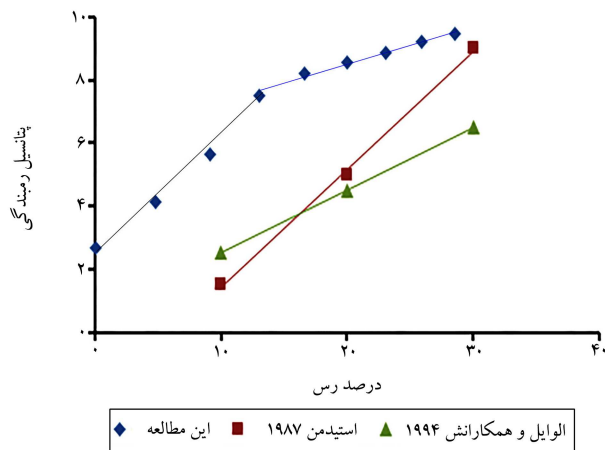 ۱۰
۸
۶
۴
۲
۰
پتانسیل رمبندگی
۰ ۱۰ ۲۰ ۳۰ ۴۰
درصد رس
این مطالعه استیدمن ۱۹۸۷ الوایل و همکارانش ۱۹۹۴